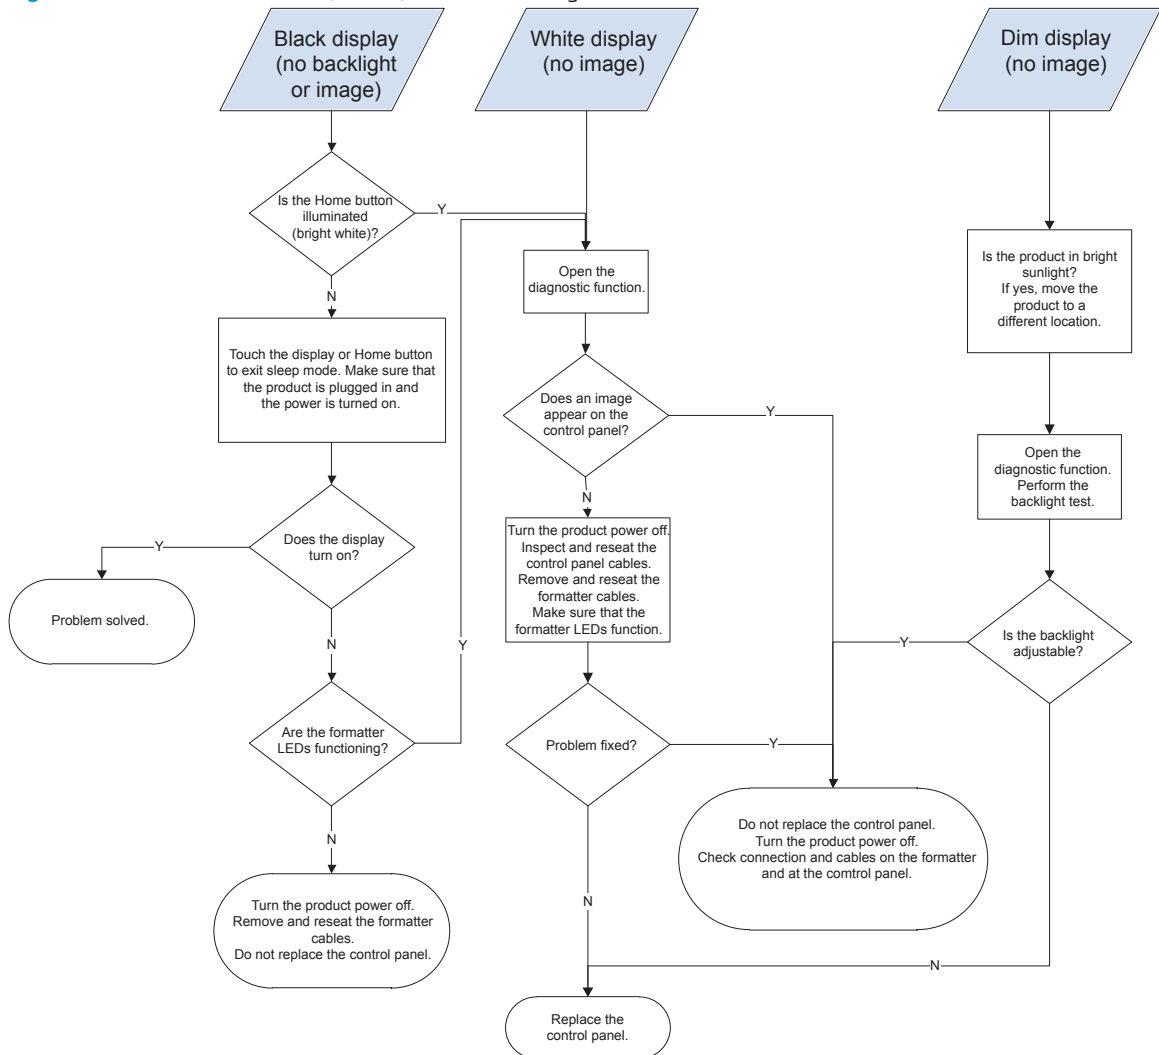 Black display
(no backlight
or image)
White display
(no image)
Dim display
(no image)
Is the Home button
illuminated
(bright white)?
Y
N
Touch the display or Home button
to exit sleep mode. Make sure that
the product is plugged in and
the power is turned on.
Does the display
turn on?
Y
Problem solved.
N
Are the formatter
LEDs functioning?
Y
N
Turn the product power off.
Remove and reseat the formatter
cables.
Do not replace the control panel.
Open the
diagnostic function.
Does an image
appear on the
control panel?
Y
N
Turn the product power off.
Inspect and reseat the
control panel cables.
Remove and reseat the
formatter cables.
Make sure that the
formatter LEDs function.
Problem fixed?
Y
N
Do not replace the control panel.
Turn the product power off.
Check connection and cables on the formatter
and at the comtrol panel.
Replace the
control panel.
Is the product in bright
sunlight?
If yes, move the
product to a
different location.
Open the
diagnostic function.
Perform the
backlight test.
Is the backlight
adjustable?
Y
N